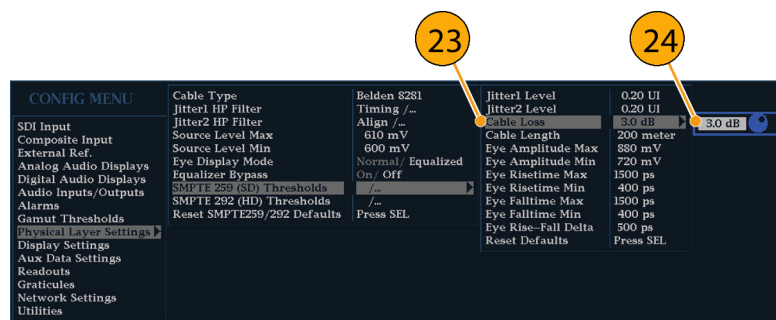 23
24
CONFIG MENU
SDI Input
Composite Input
External Ref.
Analog Audio Displays
Digital Audio Displays
Audio Inputs/Outputs
Alarms
Gamut Thresholds
Physical Layer Settings
Display Settings
Aux Data Settings
Readouts
Graticules
Network Settings
Utilities
Cable Type Belden 8281
Jitter1 HP Filter Timing /...
Jitter2 HP Filter Align /...
Source Level Max 610 mV
Source Level Min 600 mV
Eye Display Mode Normal/ Equalized
Equalizer Bypass On/ Off
SMPTE 259 (SD) Thresholds /...
SMPTE 292 (HD) Thresholds /...
Reset SMPTE259/292 Defaults Press SEL
Jitter1 Level 0.20 UI
Jitter2 Level 0.20 UI
Cable Loss 3.0 dB
Cable Length 200 meter
Eye Amplitude Max 880 mV
Eye Amplitude Min 720 mV
Eye Risetime Max 1500 ps
Eye Risetime Min 400 ps
Eye Falltime Max 1500 ps
Eye Falltime Min 400 ps
Eye Rise-Fall Delta 500 ps
Reset Defaults Press SEL
3.0 dB